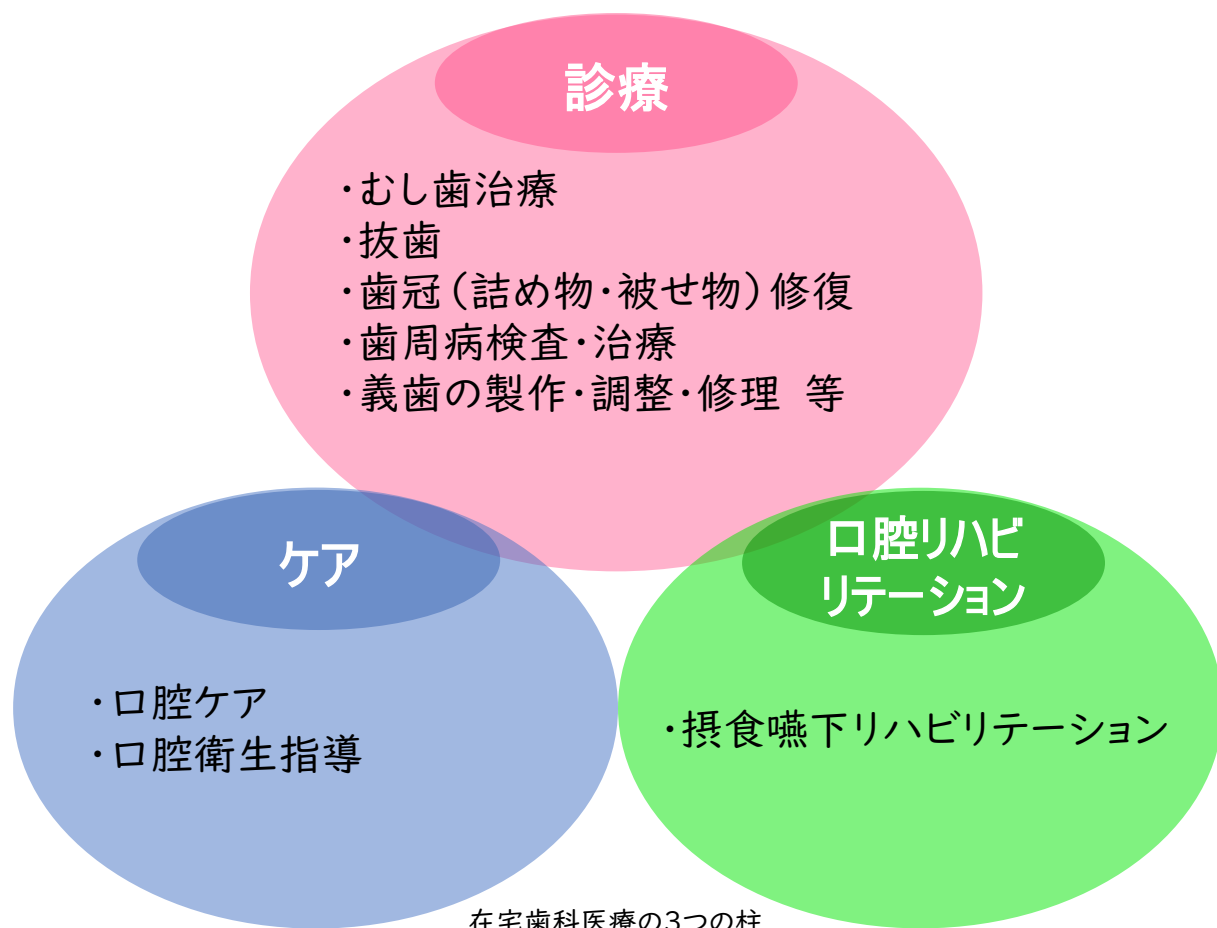 診療
・むし歯治療
・抜歯
・歯冠(詰め物・被せ物)修復
・歯周病検査・治療
・義歯の製作・調整・修理 等
ケア
・口腔ケア
・口腔衛生指導
口腔リハビ
リテーション
・摂食嚥下リハビリテーション
在宅歯科医療の3つの柱